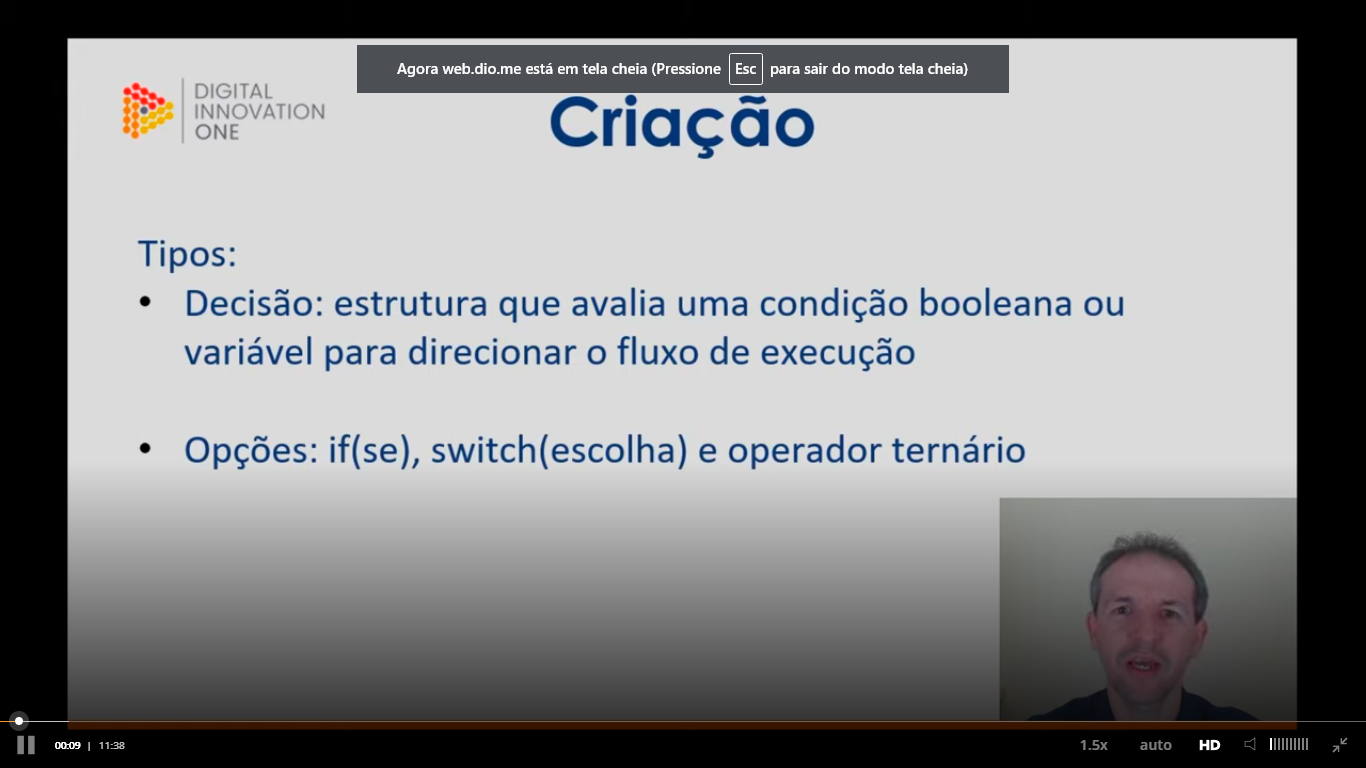 Agora web.dio.me está em tela cheia (Pressione Esc para sair do modo tela cheia)
DIGITAL
INNOVATION
ONE
Criação
Tipos:
• Decisão: estrutura que avalia uma condição booleana ou
variável para direcionar o fluxo de execução
• Opções: if(se), switch(escolha) e operador ternário
00:09 | 11:38
1.5x auto HD